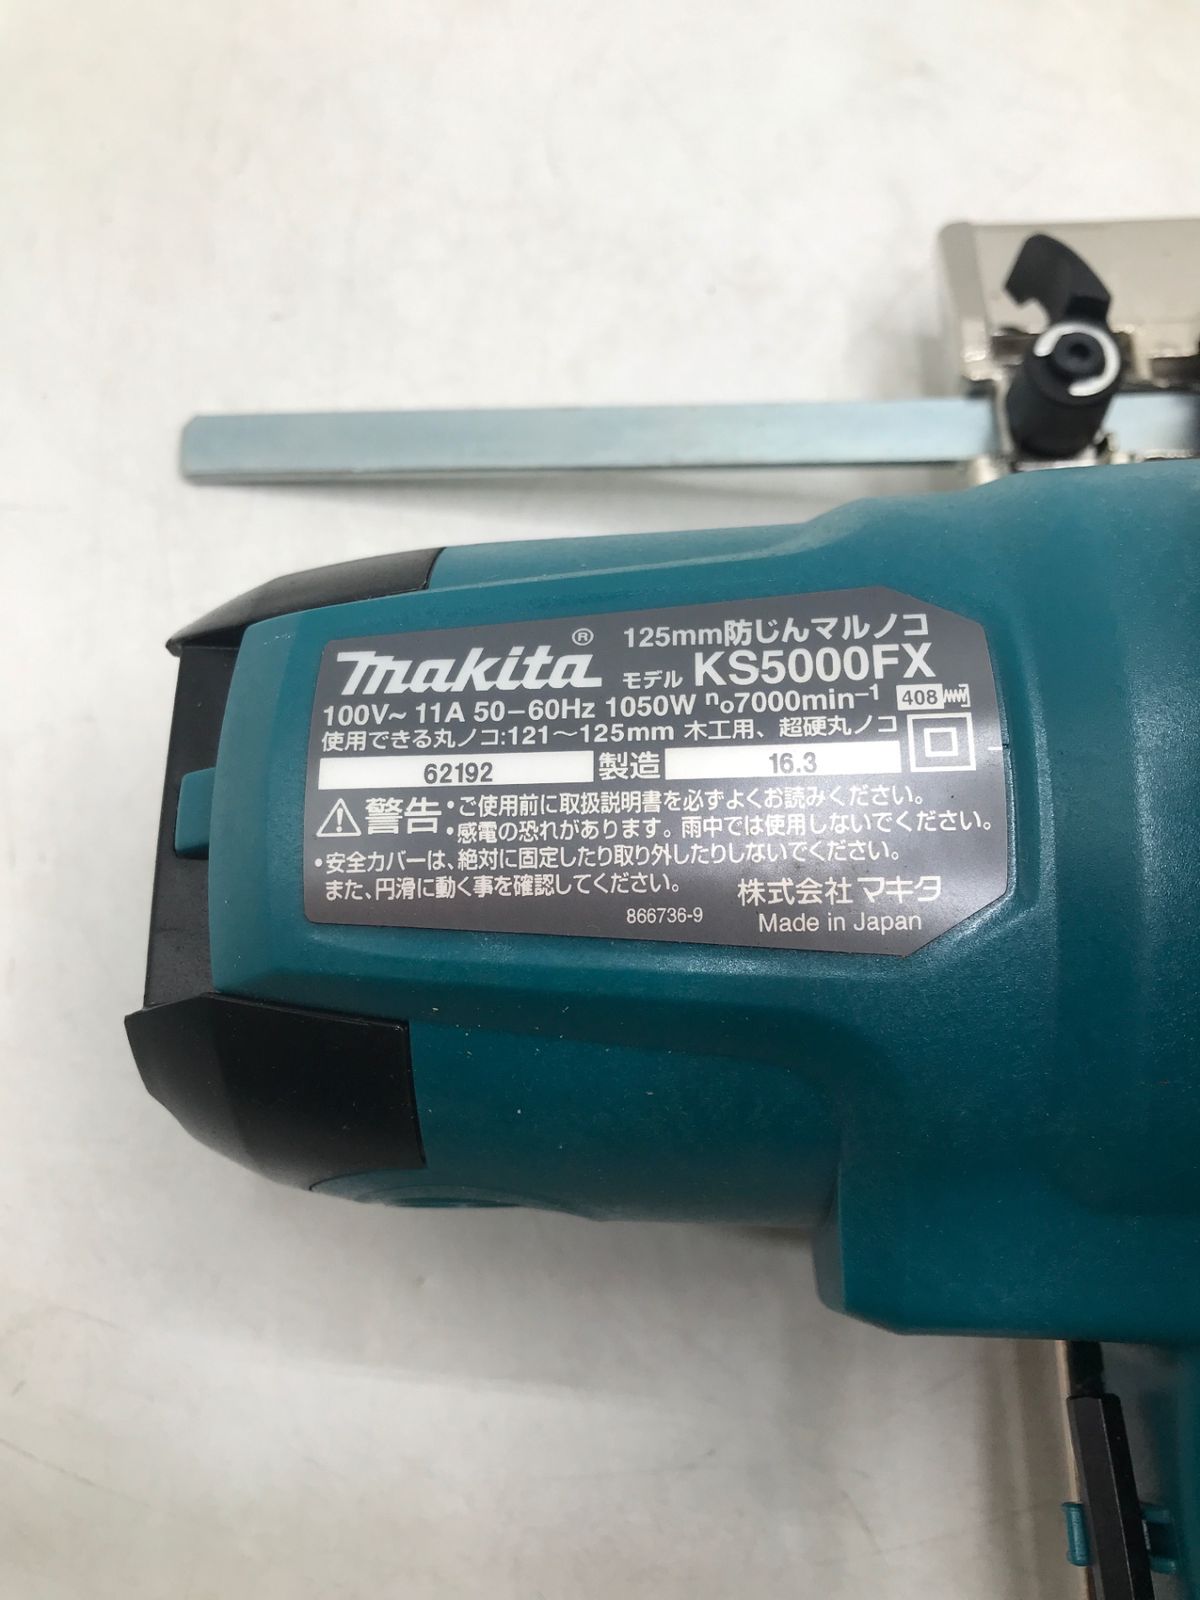 makita® 125mm防じんマルノコ
モデル KS5000FX
100V~ 11A 50-60Hz 1050W n₀7000min⁻¹ 408
使用できる丸ノコ:121~125mm 木工用、超硬丸ノコ
62192 製造 16.3
警告 ・ご使用前に取扱説明書を必ずよくお読みください。
・感電の恐れがあります。雨中では使用しないでください。
・安全カバーは、絶対に固定したり取り外したりしないでください。
また、円滑に動く事を確認してください。
866736-9 株式会社 マキタ
Made in Japan